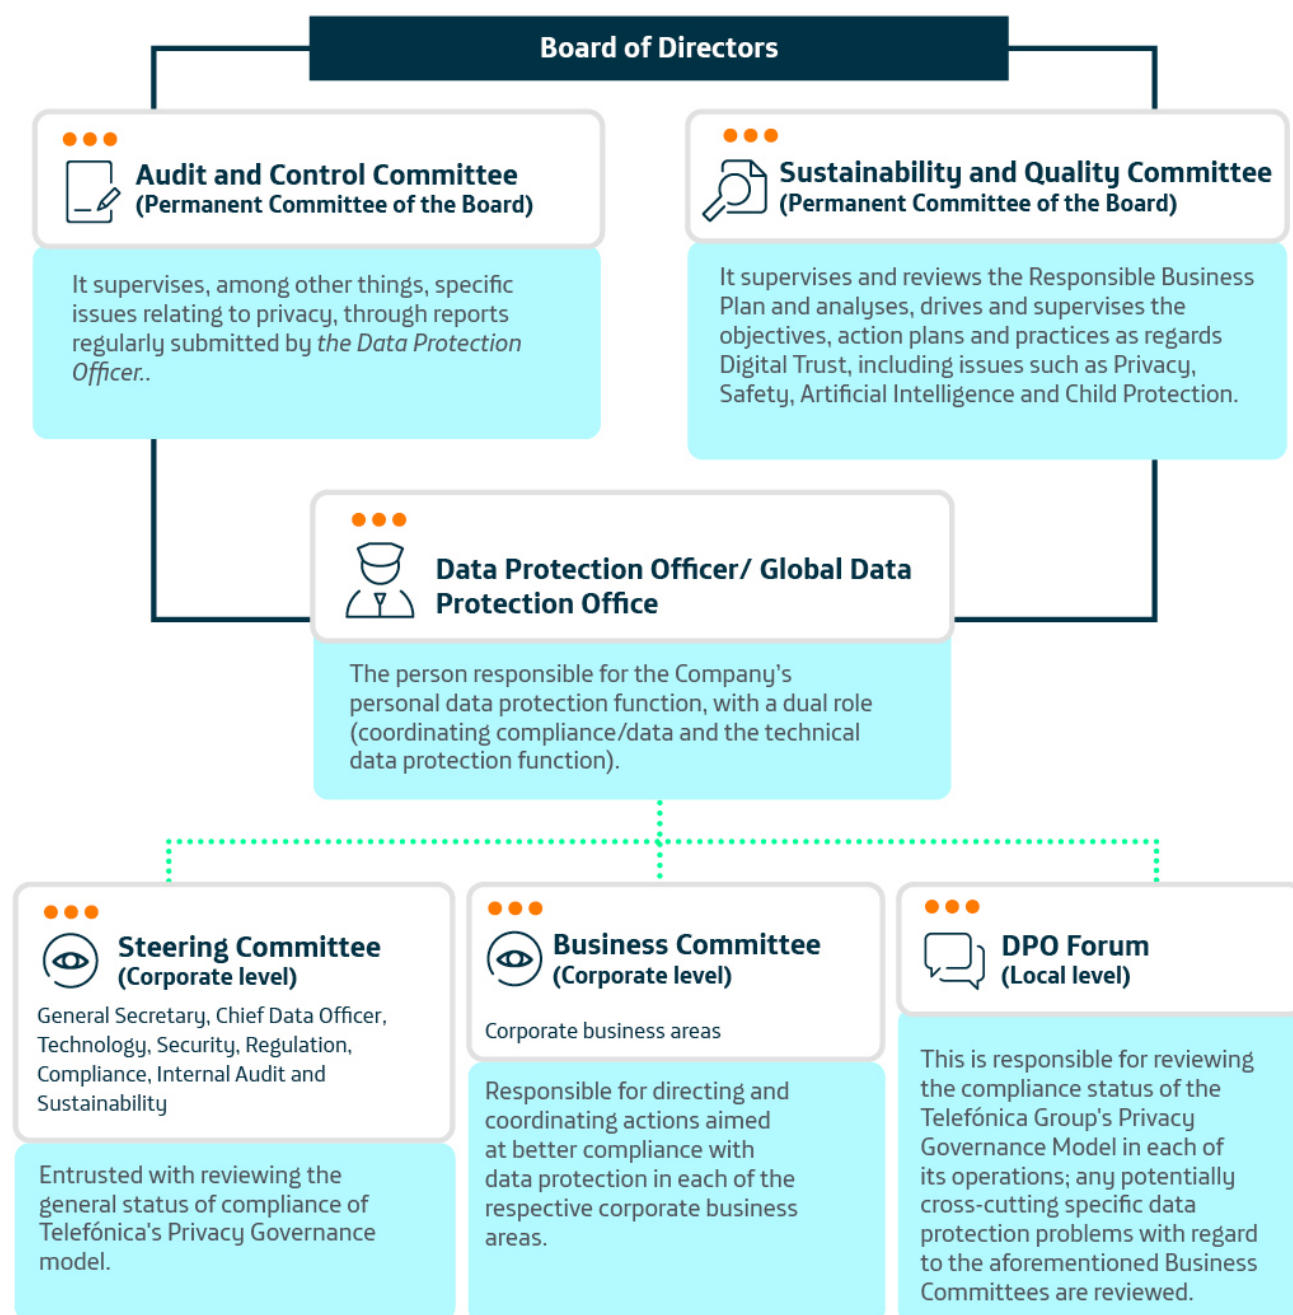 Board of Directors
Audit and Control Committee
(Permanent Committee of the Board)
It supervises, among other things, specific
issues relating to privacy, through reports
regularly submitted by the Data Protection
Officer..
Sustainability and Quality Committee
(Permanent Committee of the Board)
It supervises and reviews the Responsible Business
Plan and analyses, drives and supervises the
objectives, action plans and practices as regards
Digital Trust, including issues such as Privacy,
Safety, Artificial Intelligence and Child Protection.
Data Protection Officer/ Global Data
Protection Office
The person responsible for the Company's
personal data protection function, with a dual role
(coordinating compliance/data and the technical
data protection function).
Steering Committee
(Corporate level)
General Secretary, Chief Data Officer,
Technology, Security, Regulation,
Compliance, Internal Audit and
Sustainability
Entrusted with reviewing the
general status of compliance of
Telefónica's Privacy Governance
model.
Business Committee
(Corporate level)
Corporate business areas
Responsible for directing and
coordinating actions aimed
at better compliance with
data protection in each of the
respective corporate business
areas.
DPO Forum
(Local level)
This is responsible for reviewing
the compliance status of the
Telefónica Group's Privacy
Governance Model in each of
its operations; any potentially
cross-cutting specific data
protection problems with regard
to the aforementioned Business
Committees are reviewed.